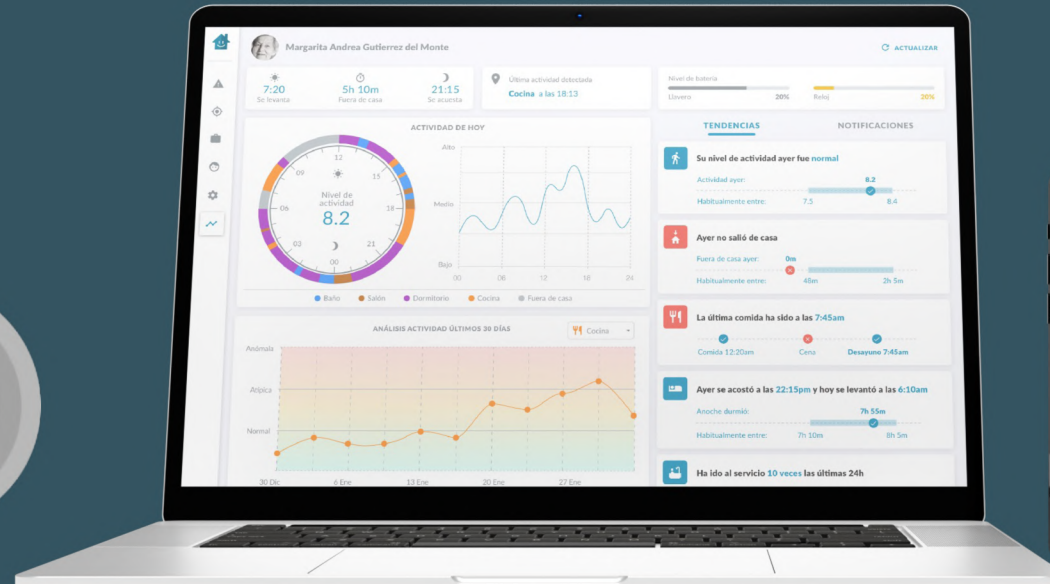 Margarita Andrea Gutierrez del Monte
ACTUALIZAR
7:20
Se levanta
5h 10m
Fuera de casa
21:15
Se acuesta
Última actividad detectada
Cocina a las 18:13
Nivel de batería
Llavero 20%
Reloj 20%
ACTIVIDAD DE HOY
12
15
18
21
00
03
06
09
Nivel de
actividad
8.2
Alto
Medio
Bajo
00 06 12 18 24
Baño Salón Dormitorio Cocina Fuera de casa
ANÁLISIS ACTIVIDAD ÚLTIMOS 30 DÍAS
Cocina
Anómala
Atípica
Normal
30 Dic 6 Ene 13 Ene 20 Ene 27 Ene
TENDENCIAS NOTIFICACIONES
Su nivel de actividad ayer fue normal
Actividad ayer: 8.2
Habitualmente entre: 7.5 8.4
Ayer no salió de casa
Fuera de casa ayer: 0m
Habitualmente entre: 48m 2h 5m
La última comida ha sido a las 7:45am
Comida 12:20am Cena Desayuno 7:45am
Ayer se acostó a las 22:15pm y hoy se levantó a las 6:10am
Anoche durmió: 7h 55m
Habitualmente entre: 7h 10m 8h 5m
Ha ido al servicio 10 veces las últimas 24h